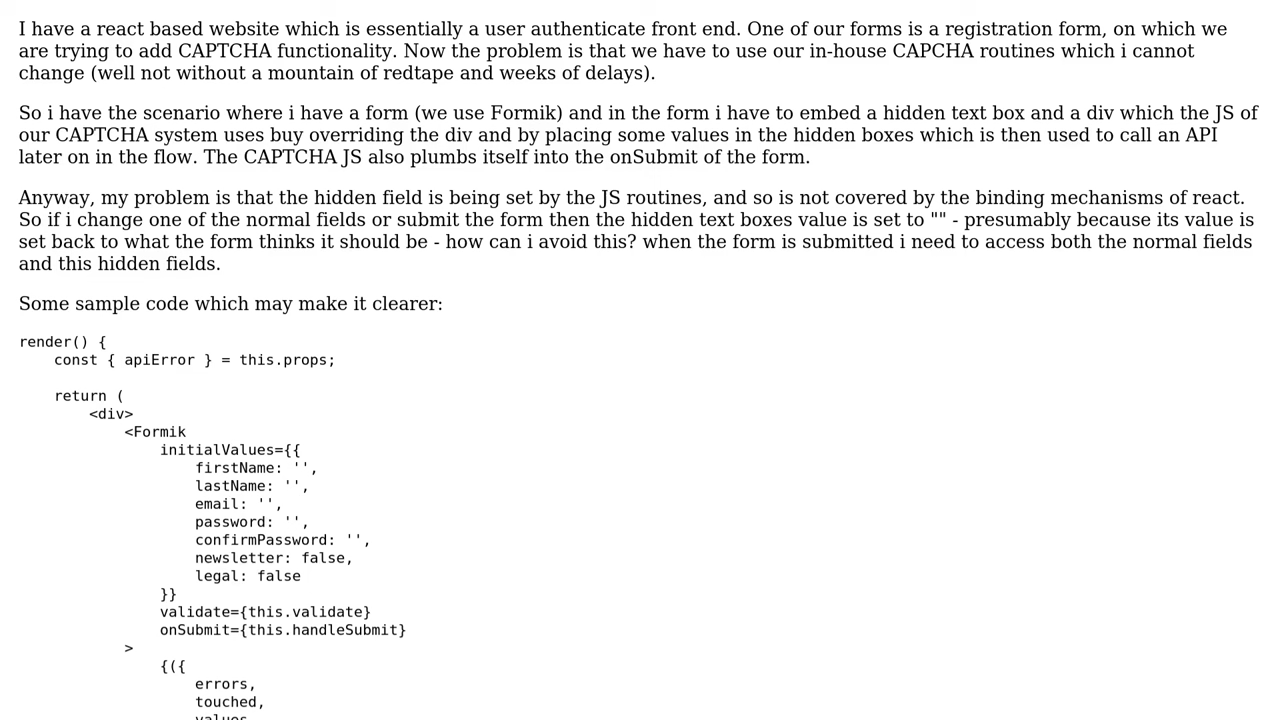 I have a react based website which is essentially a user authenticate front end. One of our forms is a registration form, on which we
are trying to add CAPTCHA functionality. Now the problem is that we have to use our in-house CAPCHA routines which i cannot
change (well not without a mountain of redtape and weeks of delays).
So i have the scenario where i have a form (we use Formik) and in the form i have to embed a hidden text box and a div which the JS of
our CAPTCHA system uses buy overriding the div and by placing some values in the hidden boxes which is then used to call an API
later on in the flow. The CAPTCHA JS also plumbs itself into the onSubmit of the form.
Anyway, my problem is that the hidden field is being set by the JS routines, and so is not covered by the binding mechanisms of react.
So if i change one of the normal fields or submit the form then the hidden text boxes value is set to "" - presumably because its value is
set back to what the form thinks it should be - how can i avoid this? when the form is submitted i need to access both the normal fields
and this hidden fields.
Some sample code which may make it clearer:
render() {
    const { apiError } = this.props;
    return (
        <div>
            <Formik
                initialValues={{
                    firstName: '',
                    lastName: '',
                    email: '',
                    password: '',
                    confirmPassword: '',
                    newsletter: false,
                    legal: false
                }}
                validate={this.validate}
                onSubmit={this.handleSubmit}
            >
                {({
                    errors,
                    touched,
                    values